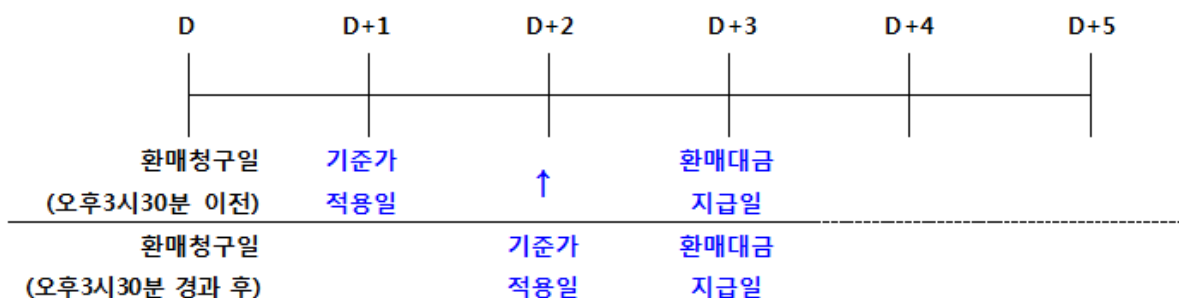 D D+1 D+2 D+3 D+4 D+5
환매청구일 기준가 환매대금
↑
(오후3시30분 이전) 적용일 지급일
환매청구일 기준가 환매대금
(오후3시30분 경과 후) 적용일 지급일